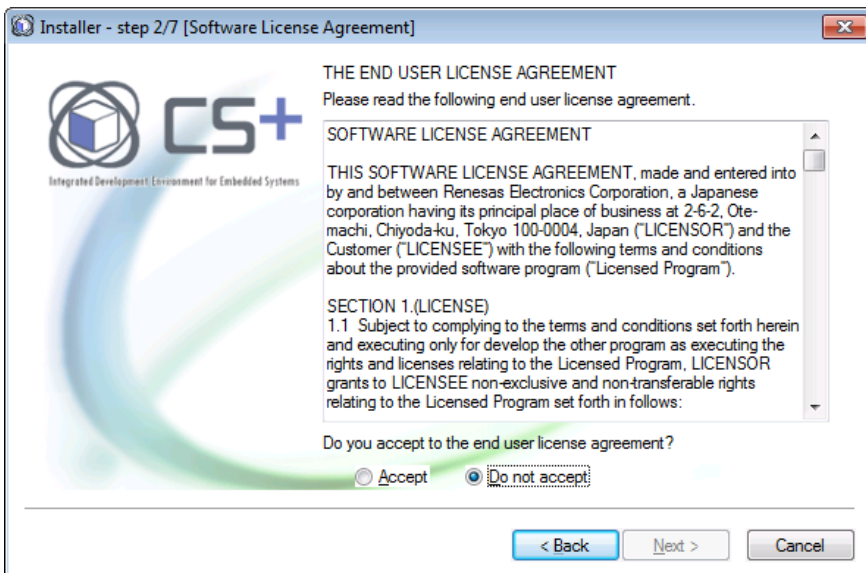 Installer - step 2/7 [Software License Agreement]
CS+
Integrated Development Environment for Embedded Systems
THE END USER LICENSE AGREEMENT
Please read the following end user license agreement.
SOFTWARE LICENSE AGREEMENT
THIS SOFTWARE LICENSE AGREEMENT, made and entered into
by and between Renesas Electronics Corporation, a Japanese
corporation having its principal place of business at 2-6-2, Ote-
machi, Chiyoda-ku, Tokyo 100-0004, Japan ("LICENSOR") and the
Customer ("LICENSEE") with the following terms and conditions
about the provided software program ("Licensed Program").
SECTION 1.(LICENSE)
1.1 Subject to complying to the terms and conditions set forth herein
and executing only for develop the other program as executing the
rights and licenses relating to the Licensed Program, LICENSOR
grants to LICENSEE non-exclusive and non-transferable rights
relating to the Licensed Program set forth in follows:
Do you accept to the end user license agreement?
Accept
Do not accept
< Back
Next >
Cancel